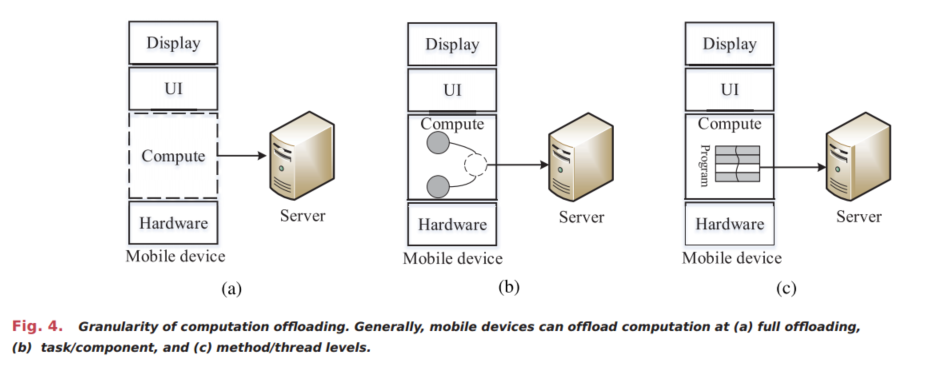 Display
UI
Compute
Hardware
Mobile device
Server
(a)
Display
UI
Compute
Hardware
Mobile device
Server
(b)
Display
UI
Compute
Program
Hardware
Mobile device
Server
(c)
Fig. 4. Granularity of computation offloading. Generally, mobile devices can offload computation at (a) full offloading,
(b) task/component, and (c) method/thread levels.